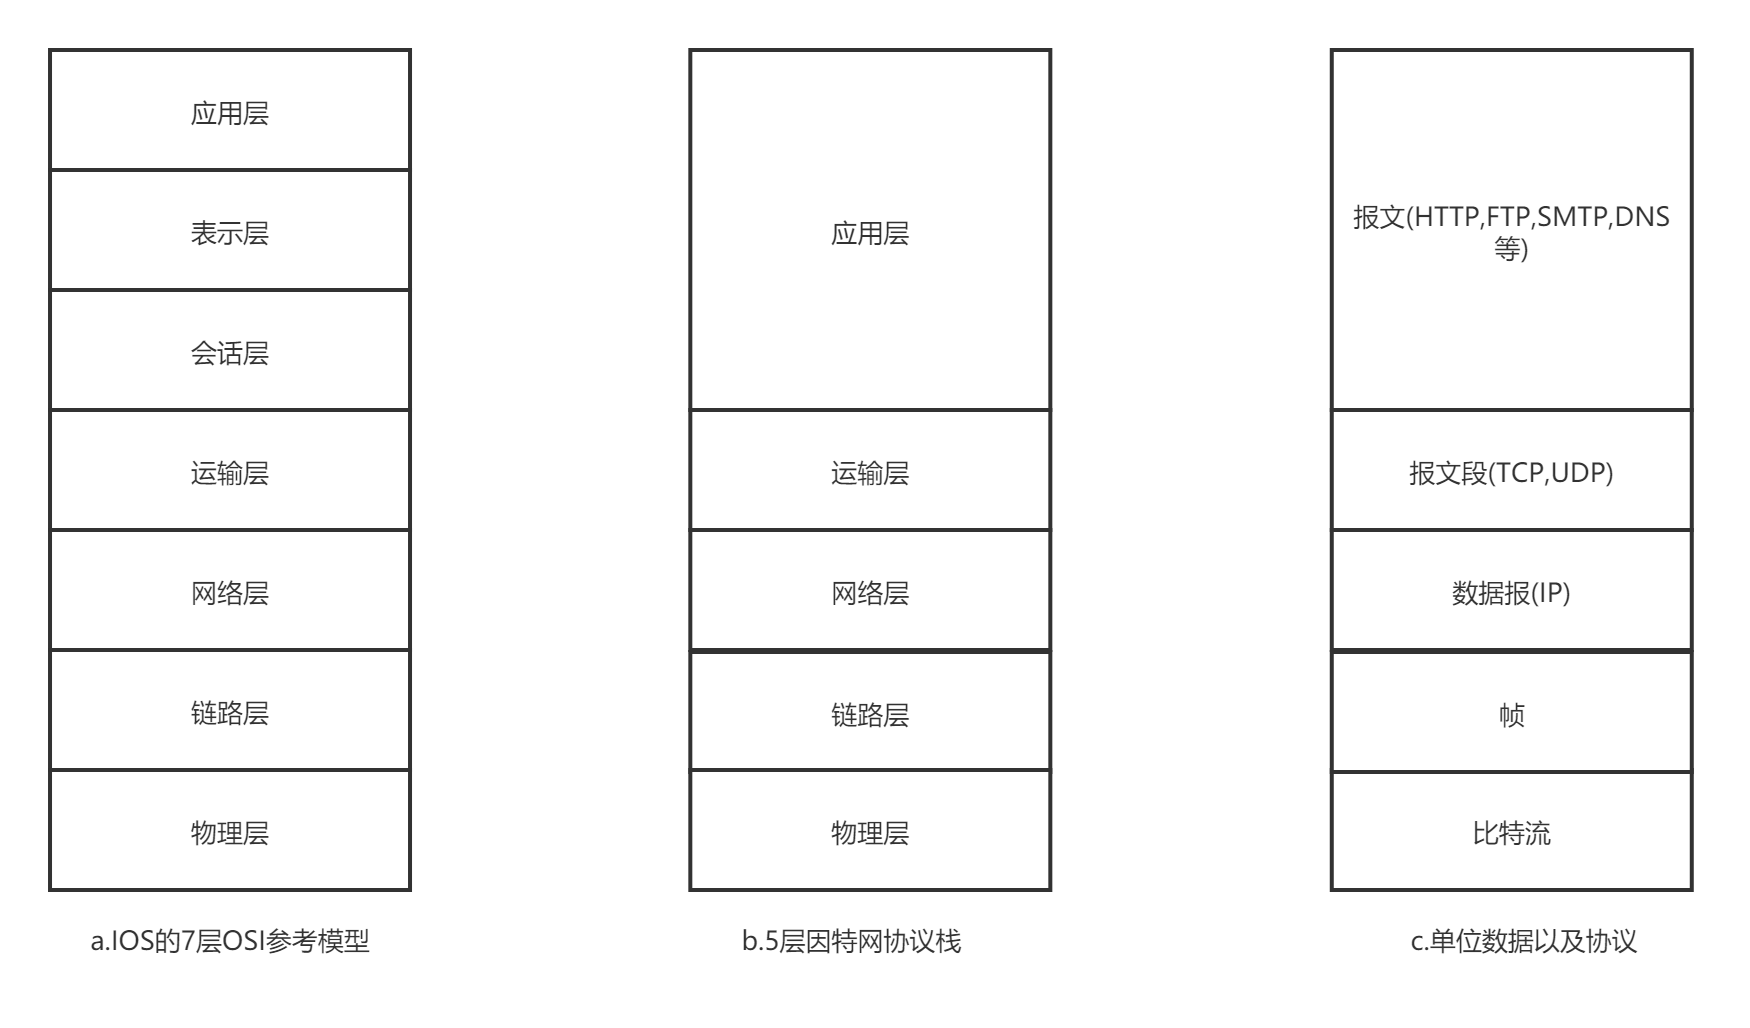 应用层
表示层
会话层
运输层
网络层
链路层
物理层
a.IOS的7层OSI参考模型
应用层
运输层
网络层
链路层
物理层
b.5层因特网协议栈
报文(HTTP,FTP,SMTP,DNS
等)
报文段(TCP,UDP)
数据报(IP)
帧
比特流
c.单位数据以及协议